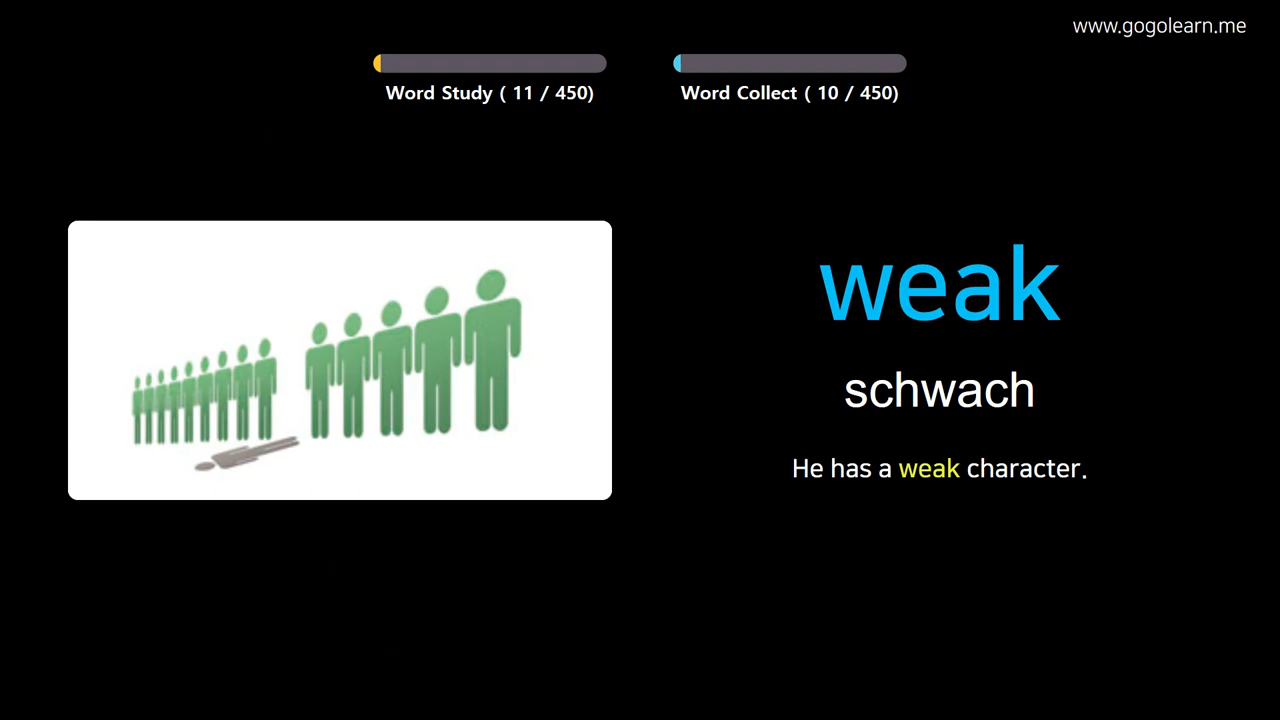 www.gogolearn.me
Word Study ( 11 / 450)
Word Collect ( 10 / 450)
weak
schwach
He has a weak character.